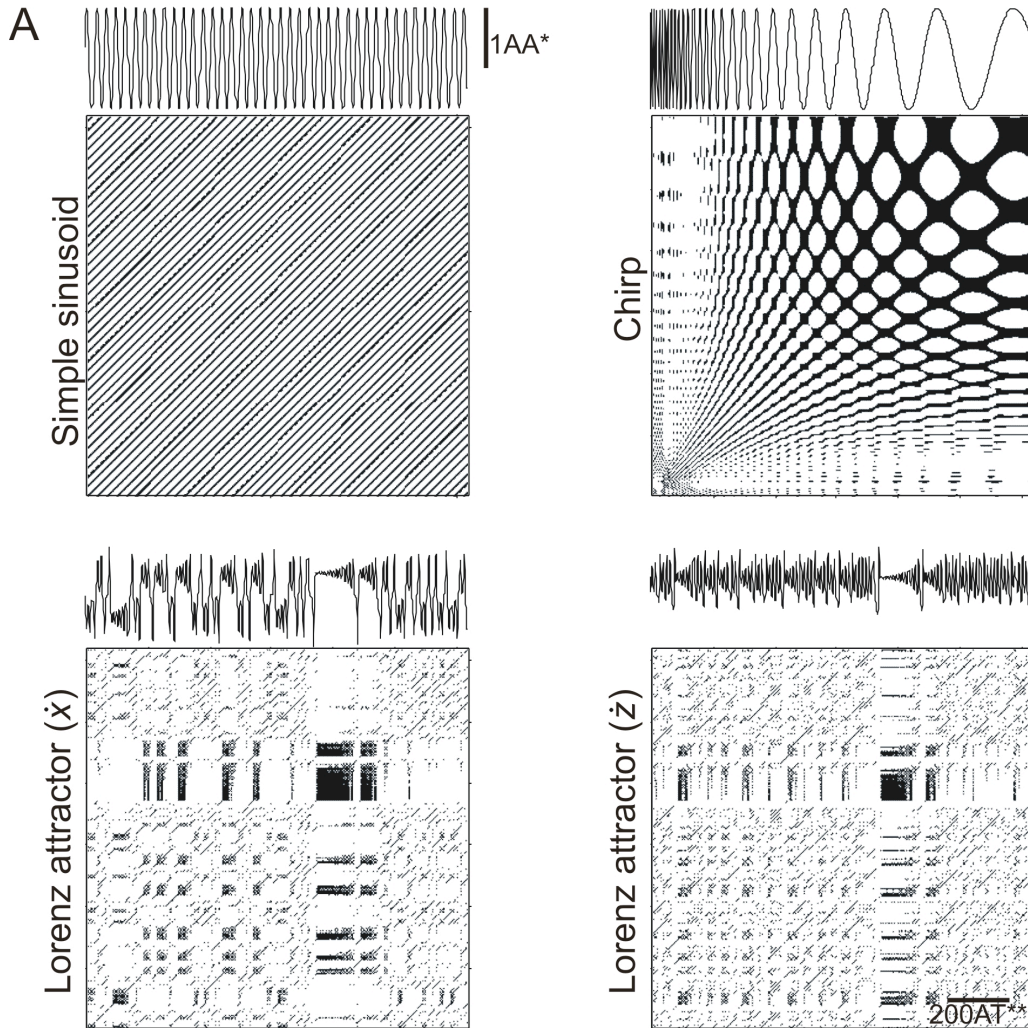 A
1AA*
Simple sinusoid
Chirp
Lorenz attractor (ẋ)
Lorenz attractor (ż)
200AT**